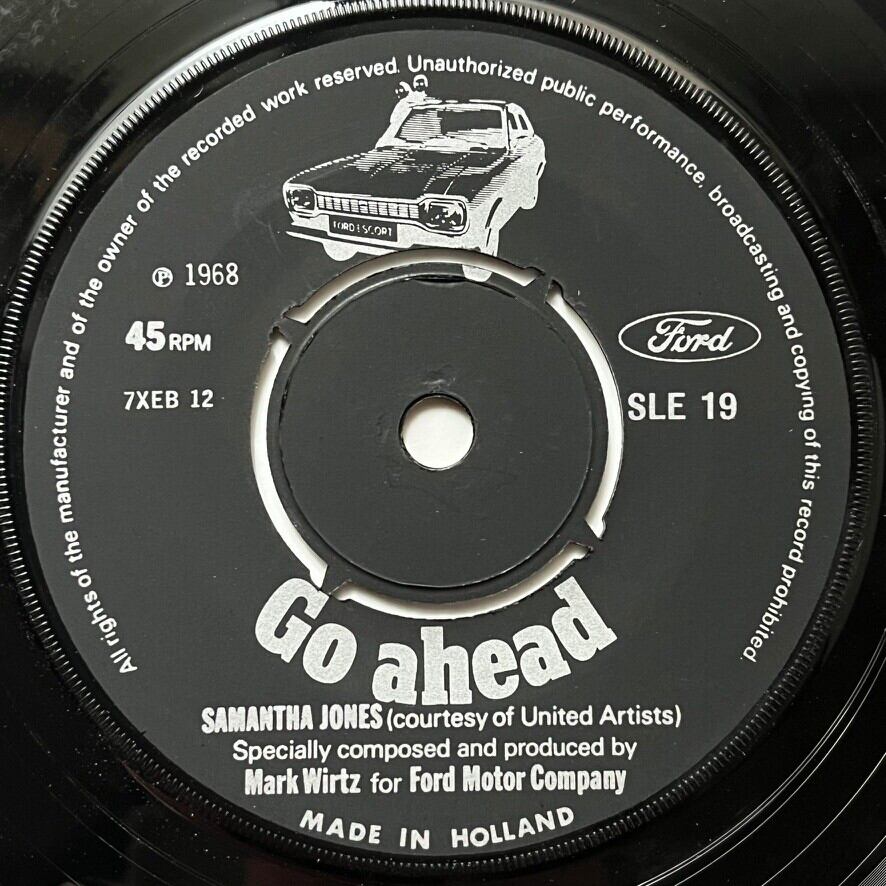 All rights of the manufacturer and of the owner of the recorded work reserved. Unauthorized public performance, broadcasting and copying of this record prohibited.
FORD ESCORT
℗ 1968
45 RPM
7XEB 12
Ford
SLE 19
Go ahead
SAMANTHA JONES (courtesy of United Artists)
Specially composed and produced by
Mark Wirtz for Ford Motor Company
MADE IN HOLLAND